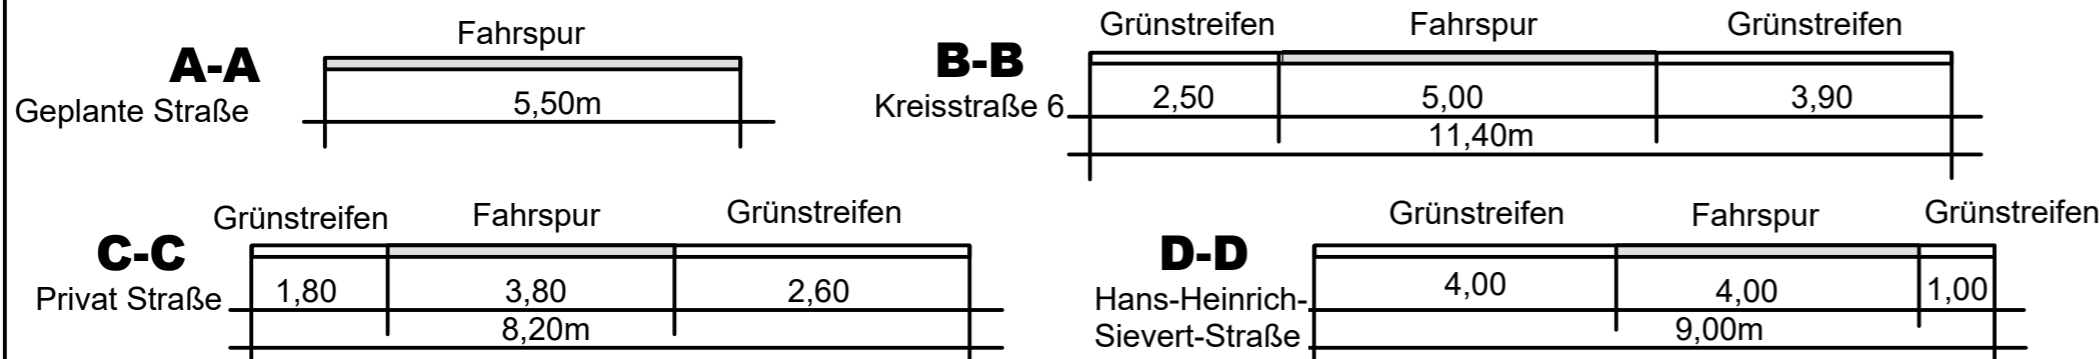 Fahrspur
A-A
Geplante Straße
5,50m
Grünstreifen Fahrspur Grünstreifen
B-B
Kreisstraße 6
2,50 5,00 3,90
11,40m
Grünstreifen Fahrspur Grünstreifen
C-C
Privat Straße
1,80 3,80 2,60
8,20m
Grünstreifen Fahrspur Grünstreifen
D-D
Hans-Heinrich-
Sievert-Straße
4,00 4,00 1,00
9,00m